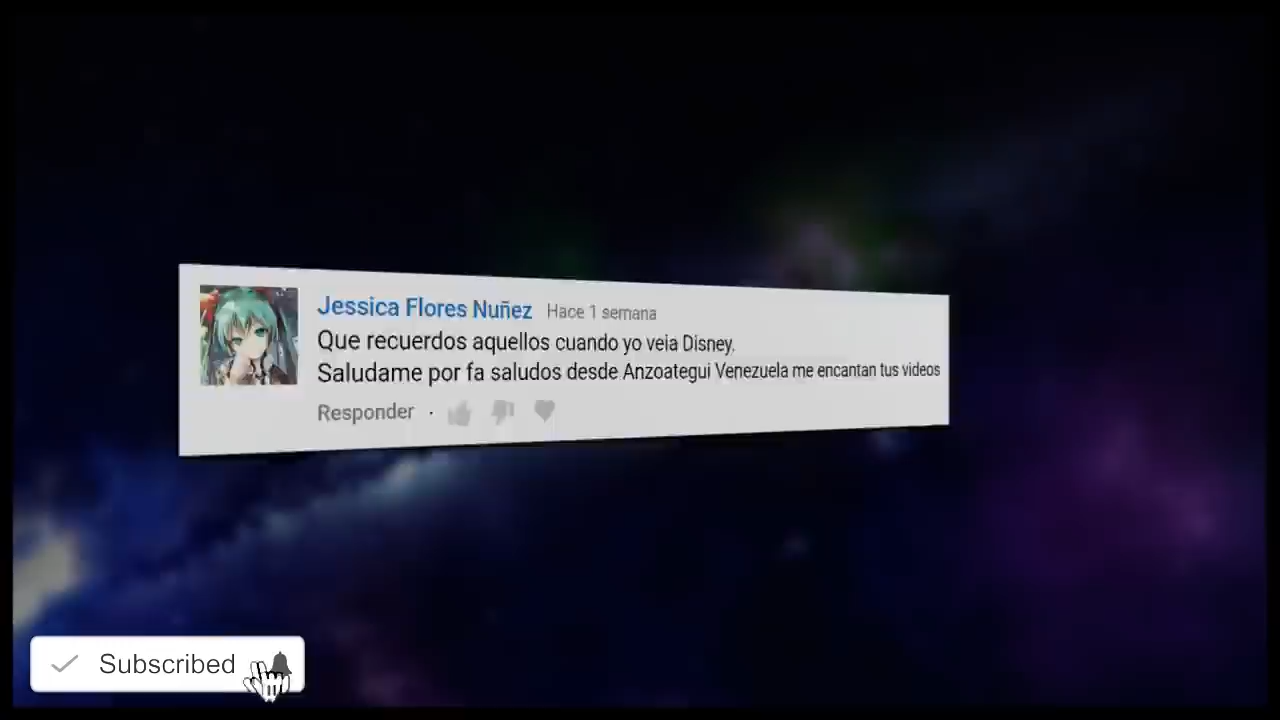 Jessica Flores Nuñez Hace 1 semana
Que recuerdos aquellos cuando yo veia Disney.
Saludame por fa saludos desde Anzoategui Venezuela me encantan tus videos
Responder ·
Subscribed